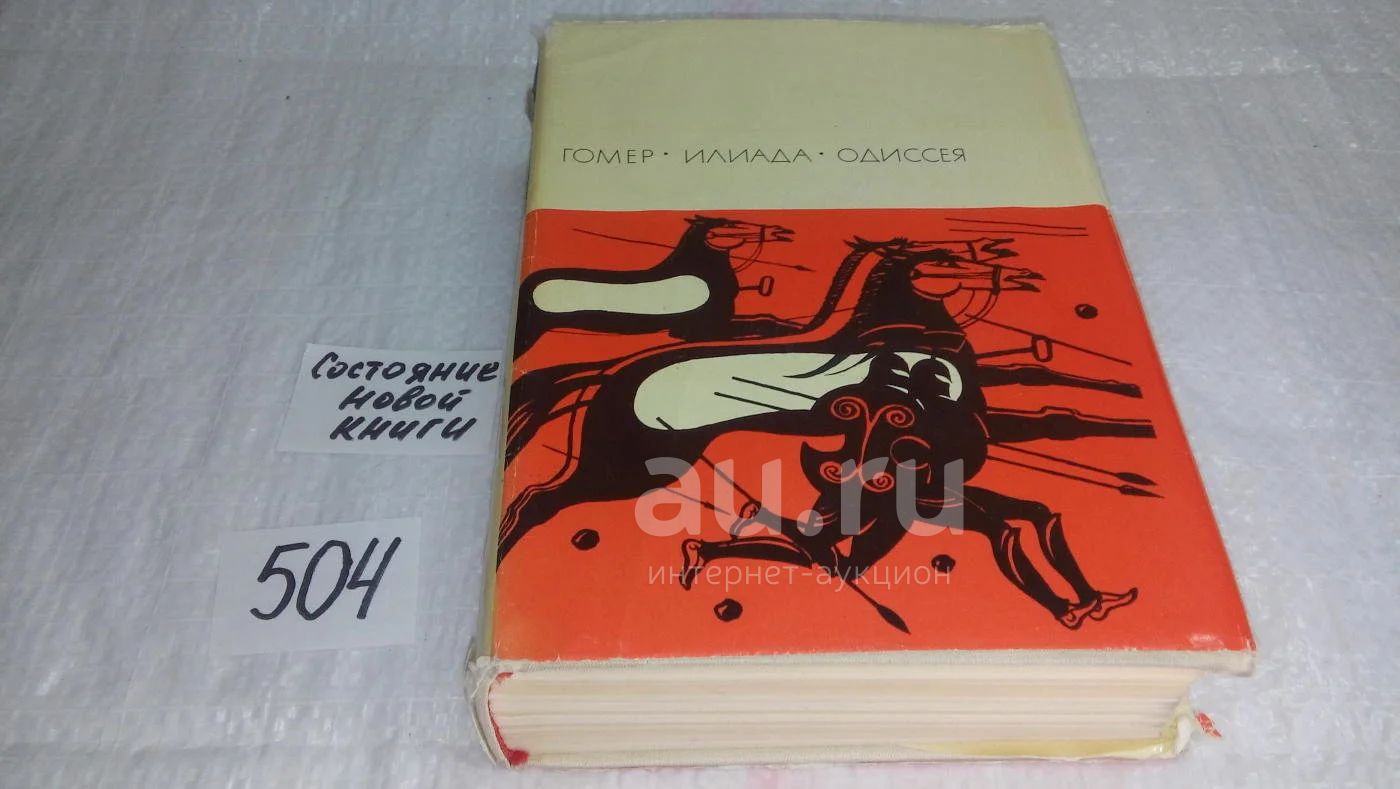 ГОМЕР · ИЛИАДА · ОДИССЕЯ
Состояние
новой
книги
504
au.ru
интернет-аукцион